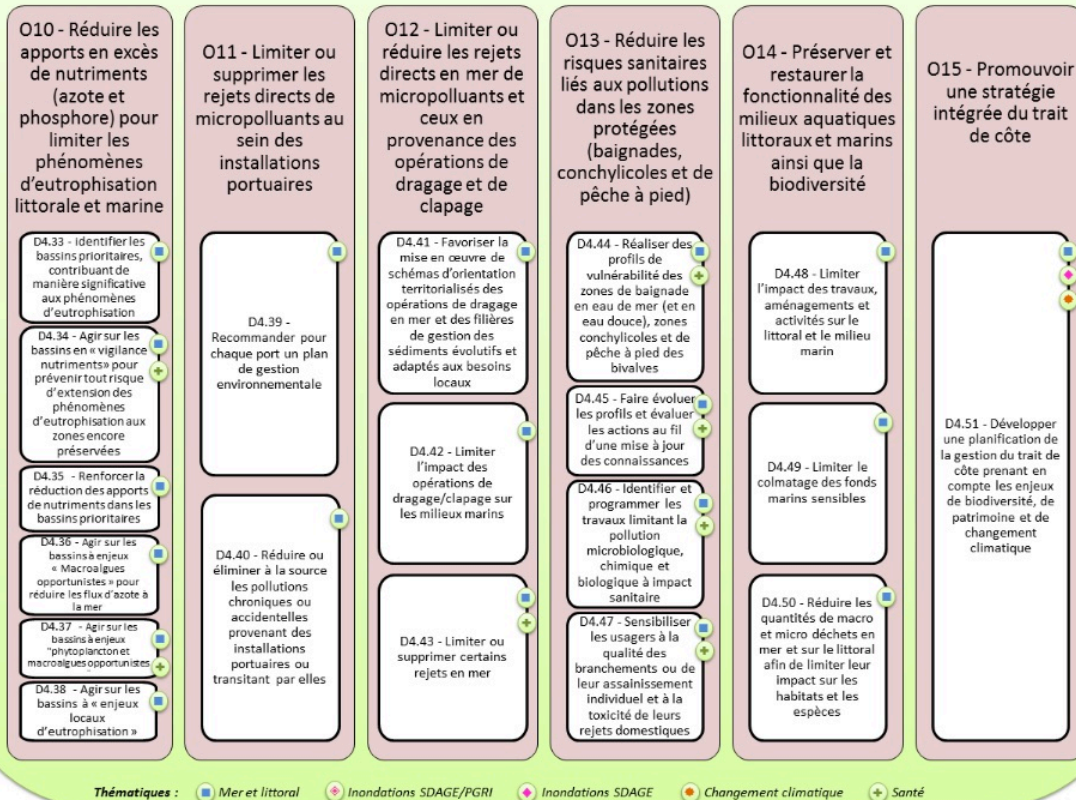 O10 - Réduire les
apports en excès
de nutriments
(azote et
phosphore) pour
limiter les
phénomènes
d'eutrophisation
littorale et marine
D4.33 - Identifier les
bassins prioritaires,
contribuant de
manière significative
aux phénomènes
d'eutrophisation
D4.34 - Agir sur les
bassins en « vigilance
nutriments» pour
prévenir tout risque
d'extension des
phénomènes
d'eutrophisation aux
zones encore
préservées
D4.35 - Renforcer la
réduction des apports
de nutriments dans les
bassins prioritaires
D4.36 - Agir sur les
bassins à enjeux
« Macroalgues
opportunistes » pour
réduire les flux d'azote à
la mer
D4.37 - Agir sur les
bassins à enjeux
"phytoplancton et
macroalgues opportunistes
D4.38 - Agir sur les
bassins à « enjeux
locaux
d'eutrophisation »
O11 - Limiter ou
supprimer les
rejets directs de
micropolluants au
sein des
installations
portuaires
D4.39 -
Recommander pour
chaque port un plan
de gestion
environnementale
D4.40 - Réduire ou
éliminer à la source
les pollutions
chroniques ou
accidentelles
provenant des
installations
portuaires ou
transitant par elles
O12 - Limiter ou
réduire les rejets
directs en mer de
micropolluants et
ceux en
provenance des
opérations de
dragage et de
clapage
D4.41 - Favoriser la
mise en œuvre de
schémas d'orientation
territorialisés des
opérations de dragage
en mer et des filières
de gestion des
sédiments évolutifs et
adaptés aux besoins
locaux
D4.42 - Limiter
l'impact des
opérations de
dragage/clapage sur
les milieux marins
D4.43 - Limiter ou
supprimer certains
rejets en mer
O13 - Réduire les
risques sanitaires
liés aux pollutions
dans les zones
protégées
(baignades,
conchylicoles et de
pêche à pied)
D4.44 - Réaliser des
profils de
vulnérabilité des
zones de baignade
en eau de mer (et en
eau douce), zones
conchylicoles et de
pêche à pied des
bivalves
D4.45 - Faire évoluer
les profils et évaluer
les actions au fil
d'une mise à jour
des connaissances
D4.46 - Identifier et
programmer les
travaux limitant la
pollution
microbiologique,
chimique et
biologique à impact
sanitaire
D4.47 - Sensibiliser
les usagers à la
qualité des
branchements ou de
leur assainissement
individuel et à la
toxicité de leurs
rejets domestiques
O14 - Préserver et
restaurer la
fonctionnalité des
milieux aquatiques
littoraux et marins
ainsi que la
biodiversité
D4.48 - Limiter
l'impact des travaux,
aménagements et
activités sur le
littoral et le milieu
marin
D4.49 - Limiter le
colmatage des fonds
marins sensibles
D4.50 - Réduire les
quantités de macro
et micro déchets en
mer et sur le littoral
afin de limiter leur
impact sur les
habitats et les
espèces
O15 - Promouvoir
une stratégie
intégrée du trait
de côte
D4.51 - Développer
une planification de
la gestion du trait de
côte prenant en
compte les enjeux
de biodiversité, de
patrimoine et de
changement
climatique
Thématiques : Mer et littoral Inondations SDAGE/PGRI Inondations SDAGE Changement climatique Santé